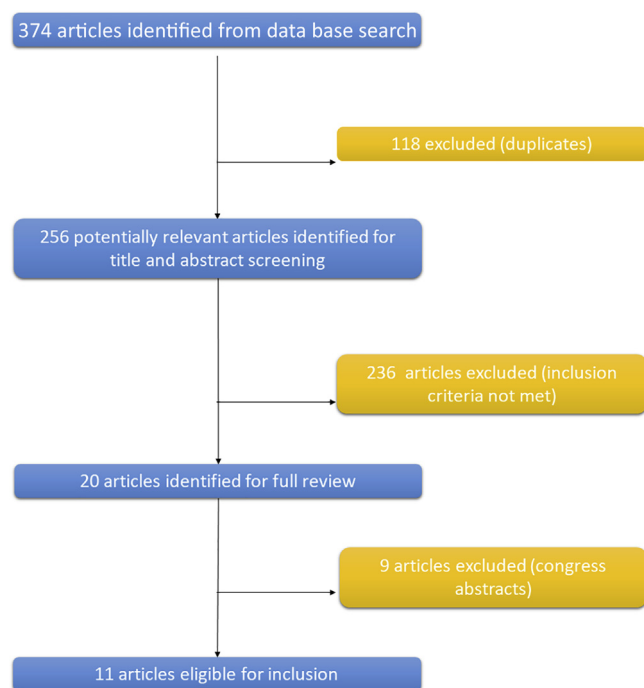 374 articles identified from data base search
118 excluded (duplicates)
256 potentially relevant articles identified for
title and abstract screening
236 articles excluded (inclusion
criteria not met)
20 articles identified for full review
9 articles excluded (congress
abstracts)
11 articles eligible for inclusion